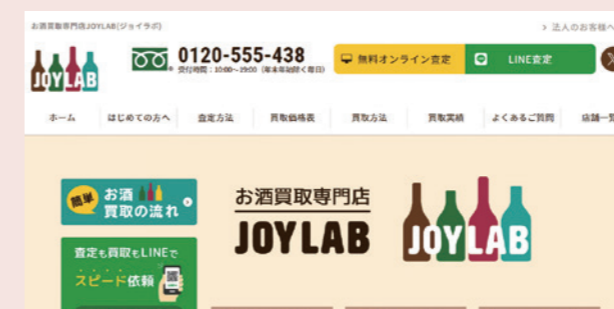 お酒買取専門店JOYLAB(ジョイラボ)
› 法人のお客様へ
JOYLAB
0120-555-438
受付時間：10:00～19:00（年末年始除く毎日）
無料オンライン査定
LINE査定
ホーム
はじめての方へ
査定方法
買取価格表
買取方法
買取実績
よくあるご質問
店舗一覧
簡単
お酒
買取の流れ
お酒買取専門店
JOYLAB
JOYLAB
査定も買取もLINEで
スピード依頼